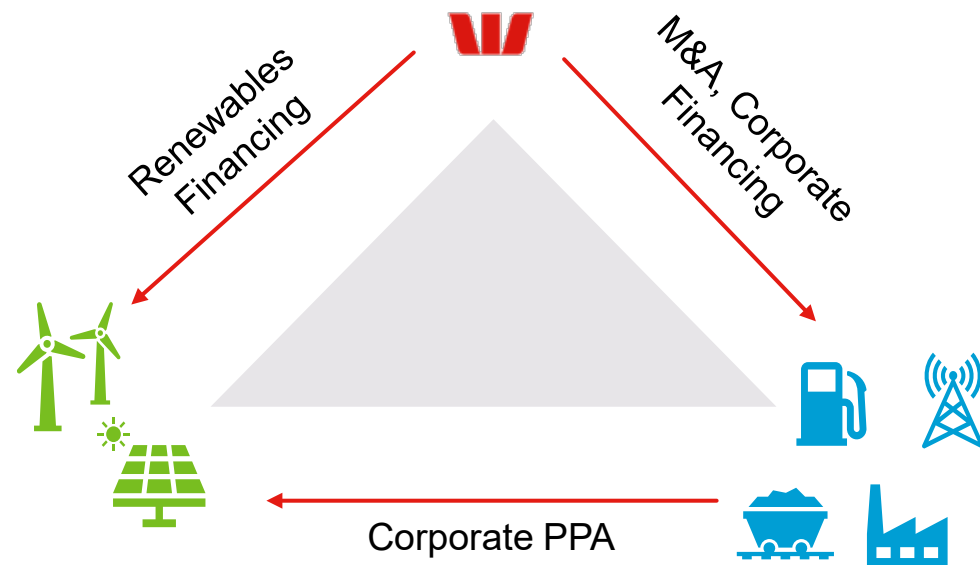 Renewables
Financing
M&A, Corporate
Financing
Corporate PPA